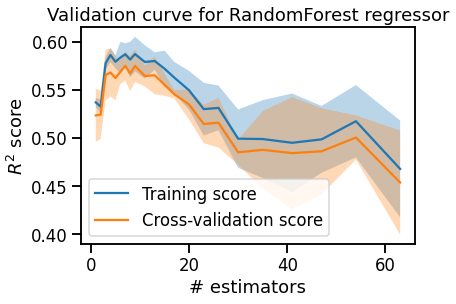 Validation curve for RandomForest regressor
0.60
0.55
0.50
0.45
0.40
R² score
Training score
Cross-validation score
0
20
40
60
# estimators